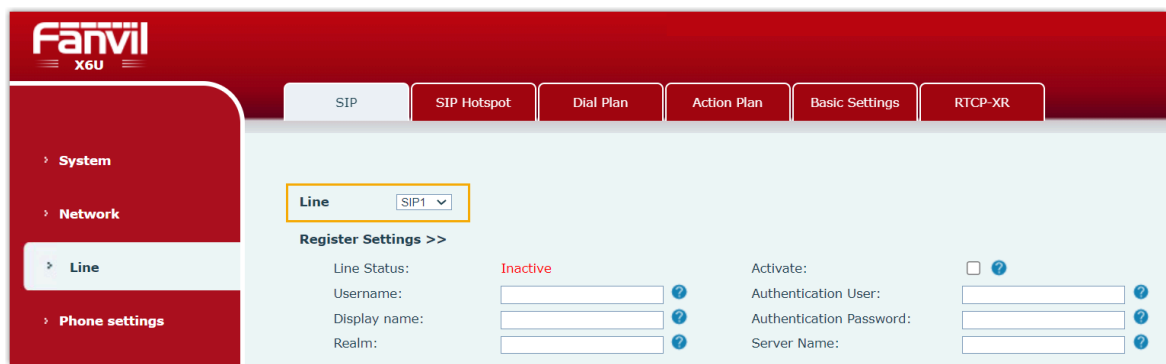 Fanvil
X6U
SIP
SIP Hotspot
Dial Plan
Action Plan
Basic Settings
RTCP-XR
System
Network
Line
Phone settings
Line SIP1
Register Settings >>
Line Status: Inactive Activate:
Username: Authentication User:
Display name: Authentication Password:
Realm: Server Name: